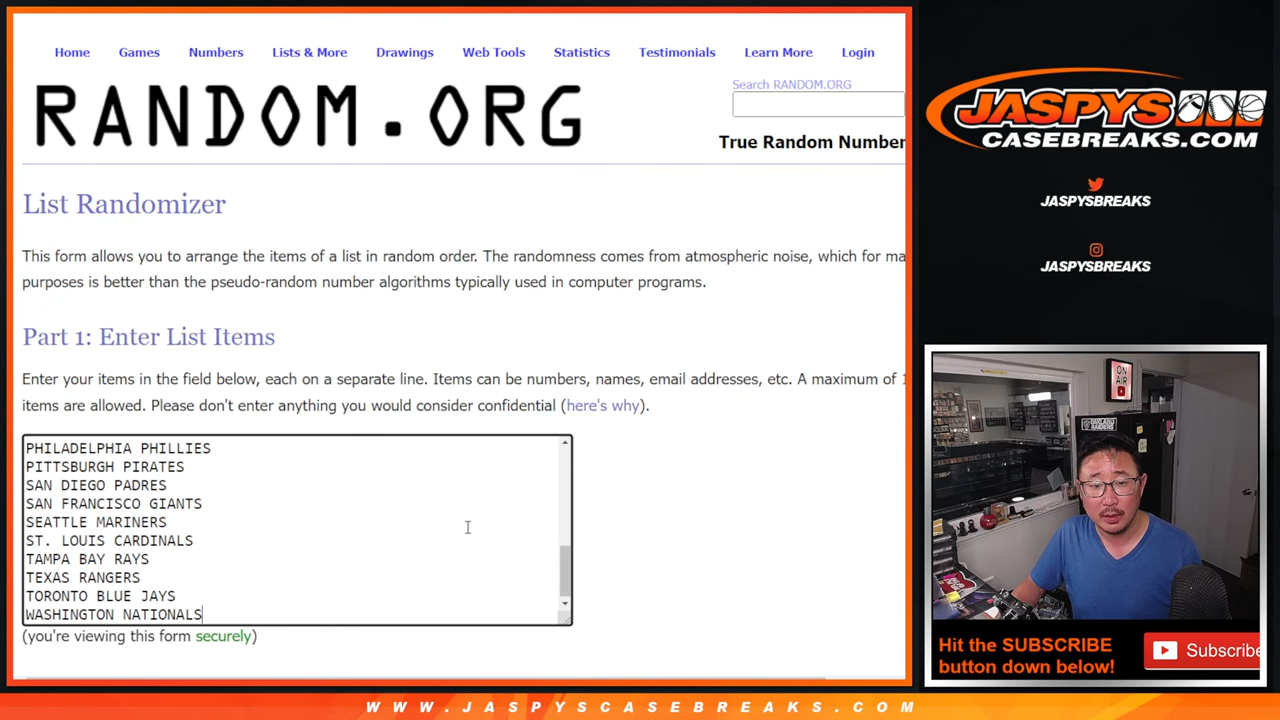 Home Games Numbers Lists & More Drawings Web Tools Statistics Testimonials Learn More Login
RANDOM.ORG
Search RANDOM.ORG
True Random Number
List Randomizer
This form allows you to arrange the items of a list in random order. The randomness comes from atmospheric noise, which for ma
purposes is better than the pseudo-random number algorithms typically used in computer programs.
Part 1: Enter List Items
Enter your items in the field below, each on a separate line. Items can be numbers, names, email addresses, etc. A maximum of 1
items are allowed. Please don't enter anything you would consider confidential (here's why).
PHILADELPHIA PHILLIES
PITTSBURGH PIRATES
SAN DIEGO PADRES
SAN FRANCISCO GIANTS
SEATTLE MARINERS
ST. LOUIS CARDINALS
TAMPA BAY RAYS
TEXAS RANGERS
TORONTO BLUE JAYS
WASHINGTON NATIONALS
(you're viewing this form securely)
JASPYS
CASEBREAKS.COM
JASPYSBREAKS
JASPYSBREAKS
ON
AIR
Hit the SUBSCRIBE
button down below!
Subscribe
WWW.JASPYSCASEBREAKS.COM